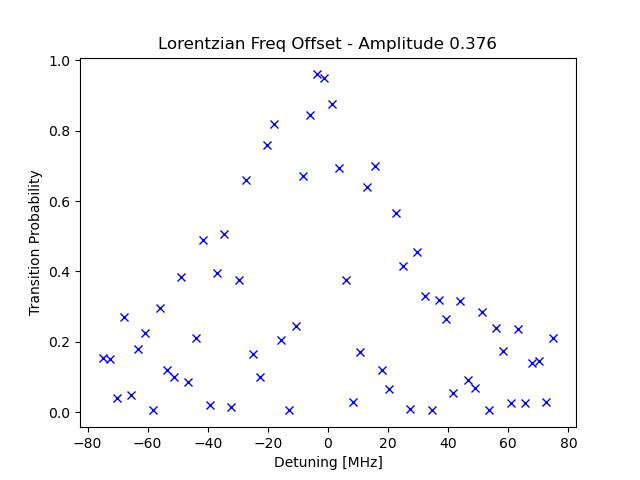 Lorentzian Freq Offset - Amplitude 0.376
1.0
0.8
0.6
0.4
0.2
0.0
Transition Probability
−80 −60 −40 −20 0 20 40 60 80
Detuning [MHz]